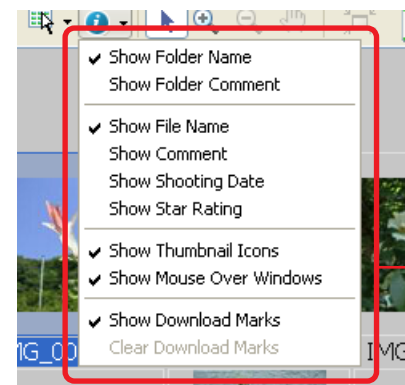 Show Folder Name
Show Folder Comment
Show File Name
Show Comment
Show Shooting Date
Show Star Rating
Show Thumbnail Icons
Show Mouse Over Windows
Show Download Marks
Clear Download Marks
MG_00
IMG